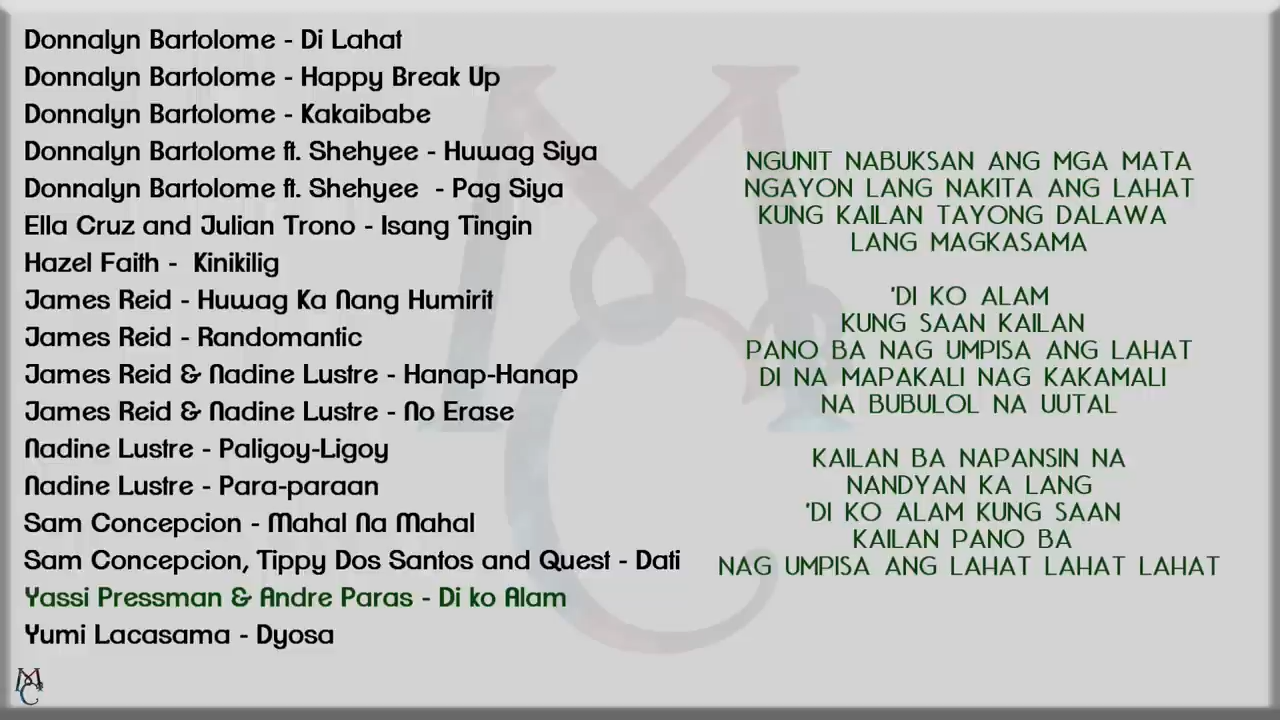 Donnalyn Bartolome - Di Lahat
Donnalyn Bartolome - Happy Break Up
Donnalyn Bartolome - Kakaibabe
Donnalyn Bartolome ft. Shehyee - Huwag Siya
Donnalyn Bartolome ft. Shehyee  - Pag Siya
Ella Cruz and Julian Trono - Isang Tingin
Hazel Faith -  Kinikilig
James Reid - Huwag Ka Nang Humirit
James Reid - Randomantic
James Reid & Nadine Lustre - Hanap-Hanap
James Reid & Nadine Lustre - No Erase
Nadine Lustre - Paligoy-Ligoy
Nadine Lustre - Para-paraan
Sam Concepcion - Mahal Na Mahal
Sam Concepcion, Tippy Dos Santos and Quest - Dati
Yassi Pressman & Andre Paras - Di ko Alam
Yumi Lacasama - Dyosa
NGUNIT NABUKSAN ANG MGA MATA
NGAYON LANG NAKITA ANG LAHAT
KUNG KAILAN TAYONG DALAWA
LANG MAGKASAMA
'DI KO ALAM
KUNG SAAN KAILAN
PANO BA NAG UMPISA ANG LAHAT
DI NA MAPAKALI NAG KAKAMALI
NA BUBULOL NA UUTAL
KAILAN BA NAPANSIN NA
NANDYAN KA LANG
'DI KO ALAM KUNG SAAN
KAILAN PANO BA
NAG UMPISA ANG LAHAT LAHAT LAHAT
MC